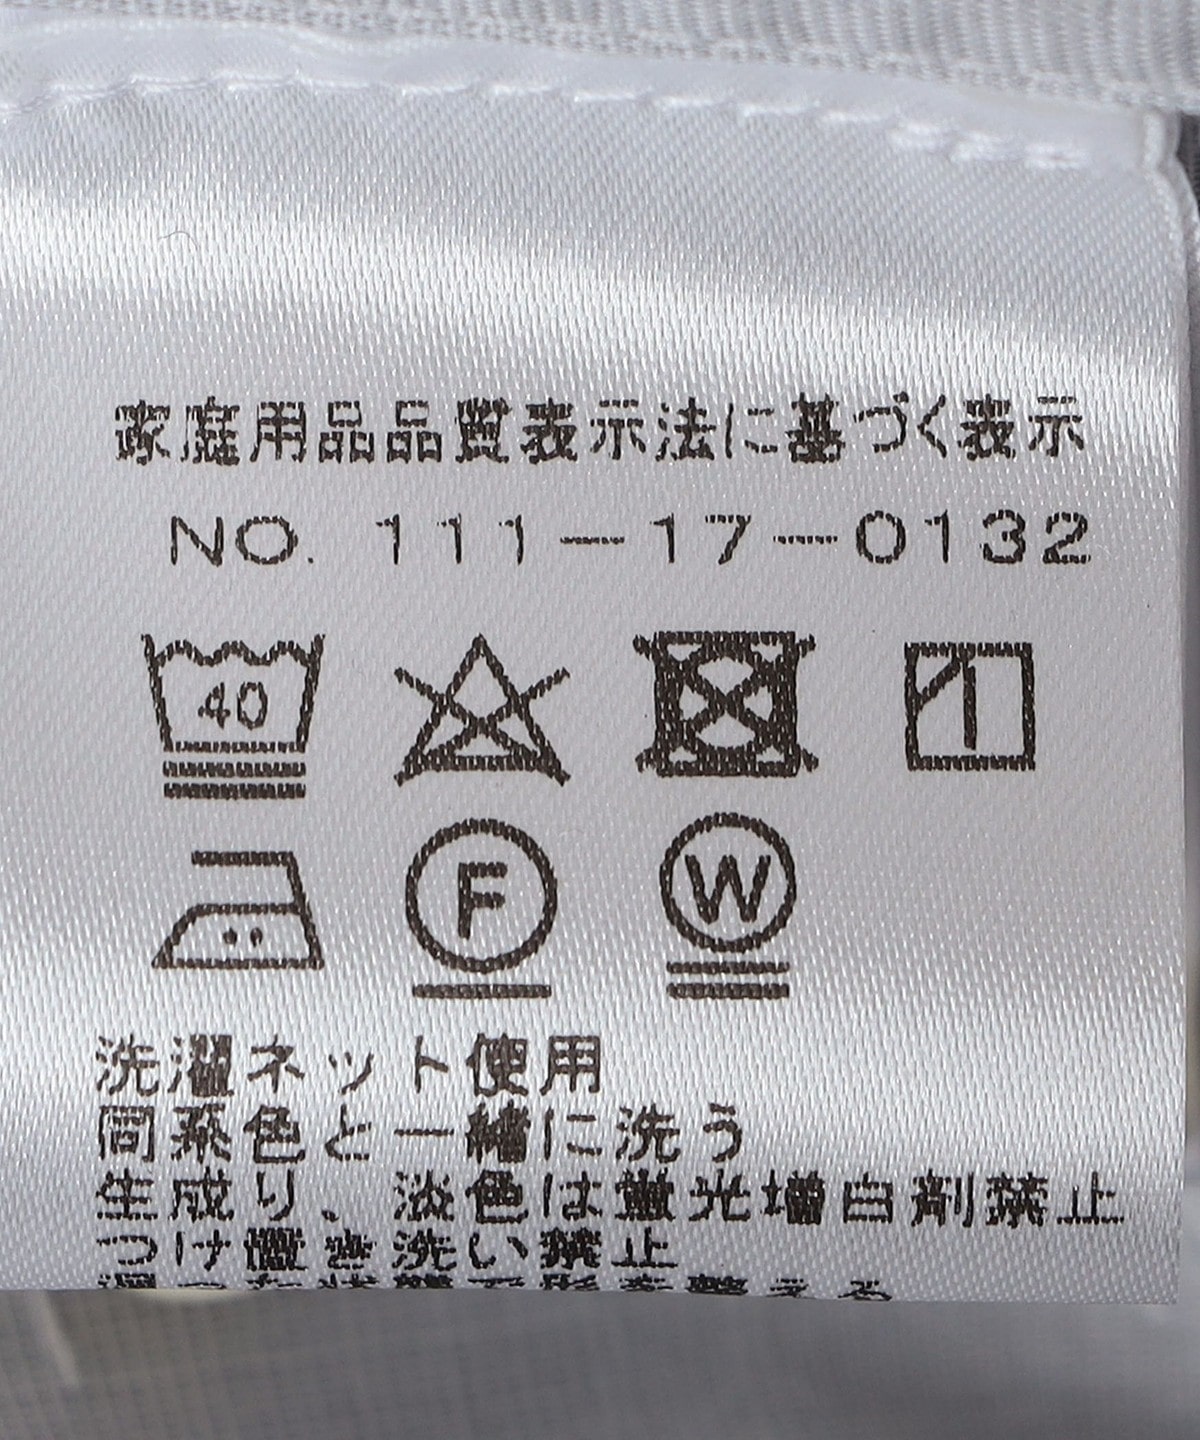 家庭用品品質表示法に基づく表示
NO. 111-17-0132
40
F
W
洗濯ネット使用
同系色と一緒に洗う
生成り、淡色は蛍光増白剤禁止
つけ置き洗い禁止